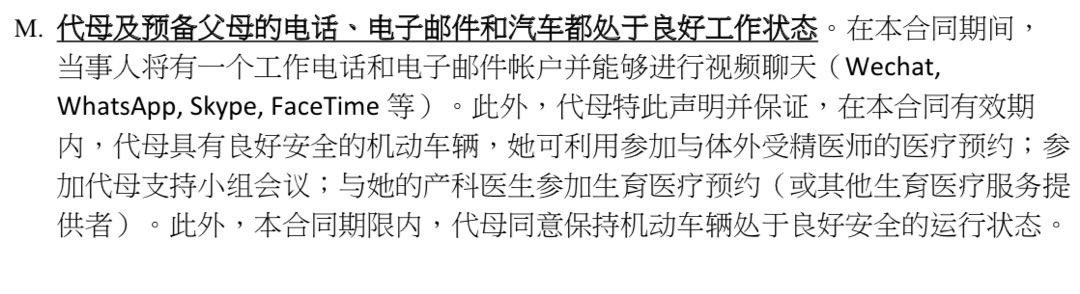 M. 代母及预备父母的电话、电子邮件和汽车都处于良好工作状态。在本合同期间，
当事人将有一个工作电话和电子邮件帐户并能够进行视频聊天（Wechat,
WhatsApp, Skype, FaceTime 等）。此外，代母特此声明并保证，在本合同有效期
内，代母具有良好安全的机动车辆，她可利用参加与体外受精医师的医疗预约；参
加代母支持小组会议；与她的产科医生参加生育医疗预约（或其他生育医疗服务提
供者）。此外，本合同期限内，代母同意保持机动车辆处于良好安全的运行状态。